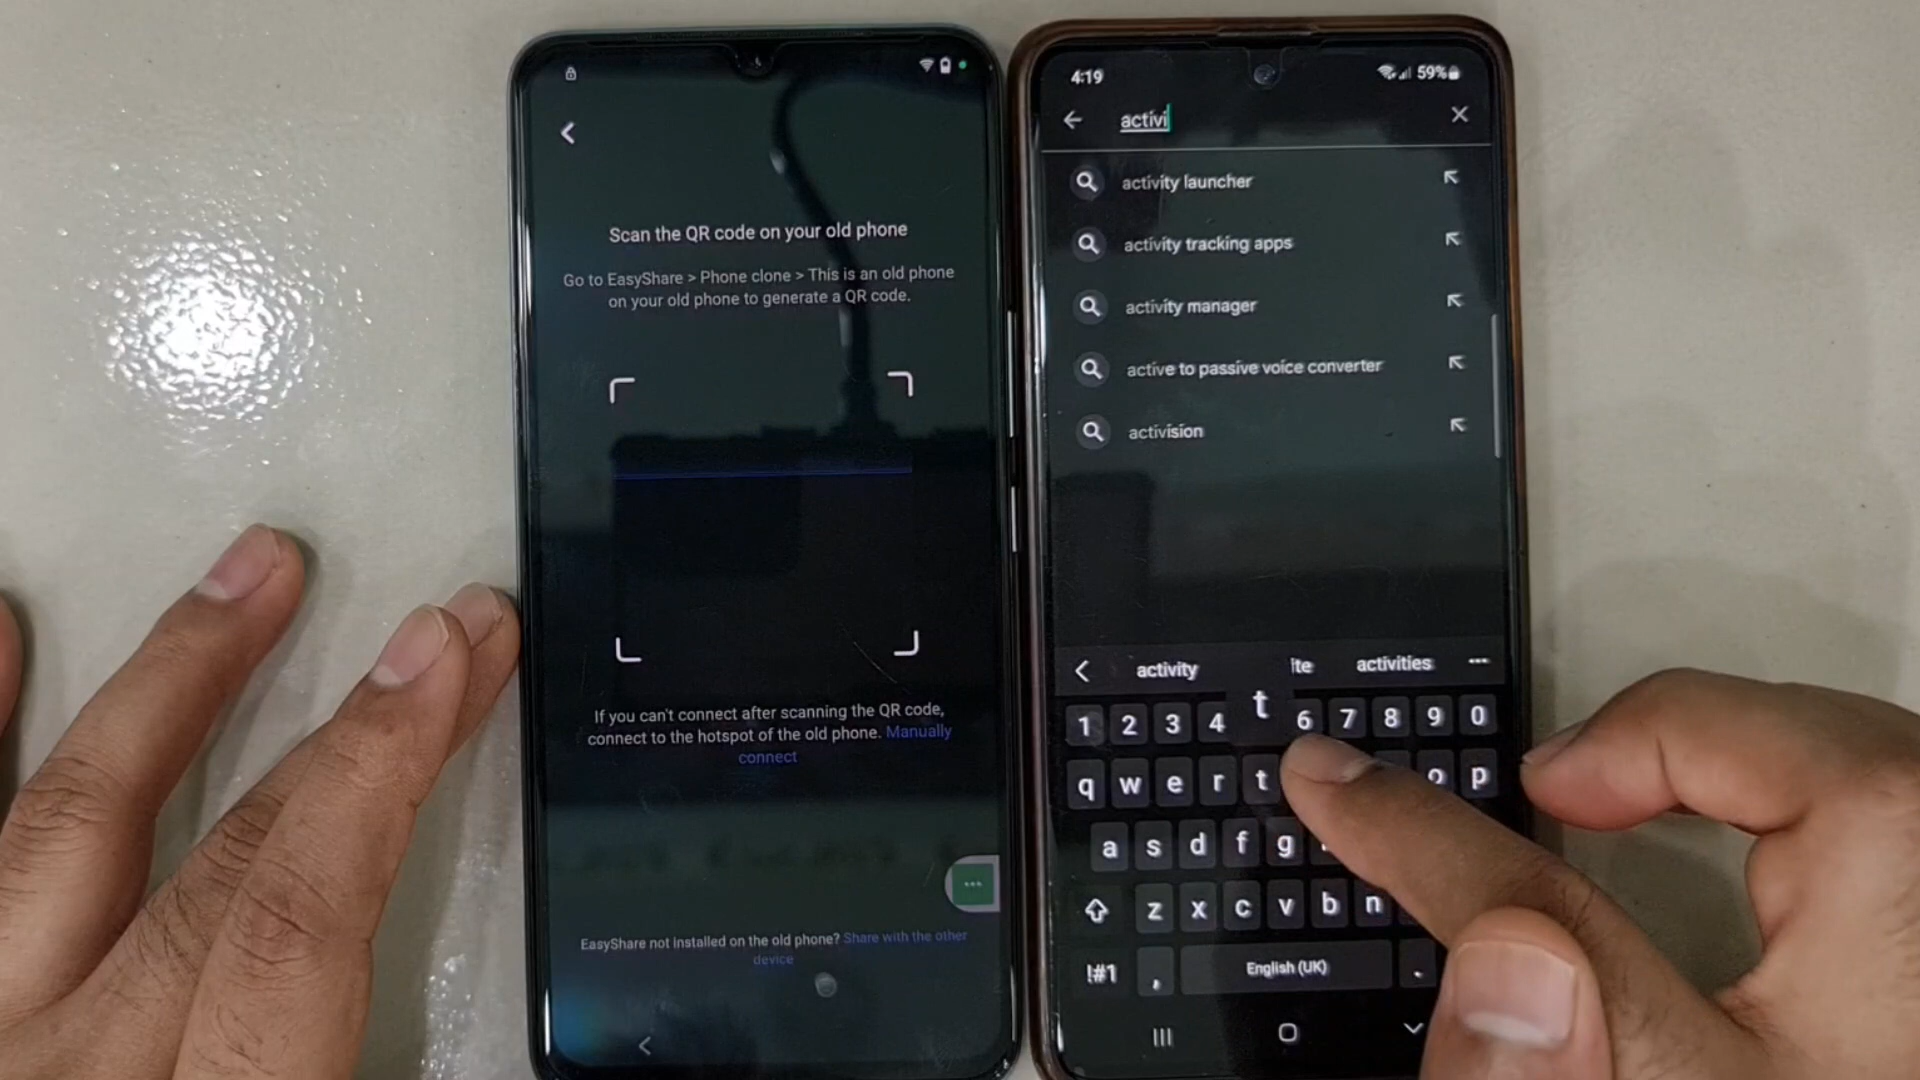 Scan the QR code on your old phone
Go to EasyShare > Phone clone > This is an old phone
on your old phone to generate a QR code.
If you can't connect after scanning the QR code,
connect to the hotspot of the old phone. Manually
connect
EasyShare not installed on the old phone? Share with the other
device
4:19
59%
activi
activity launcher
activity tracking apps
activity manager
active to passive voice converter
activision
activity
ite
activities
t
1 2 3 4 6 7 8 9 0
q w e r t o p
a s d f g
z x c v b n
!#1 , English (UK) .